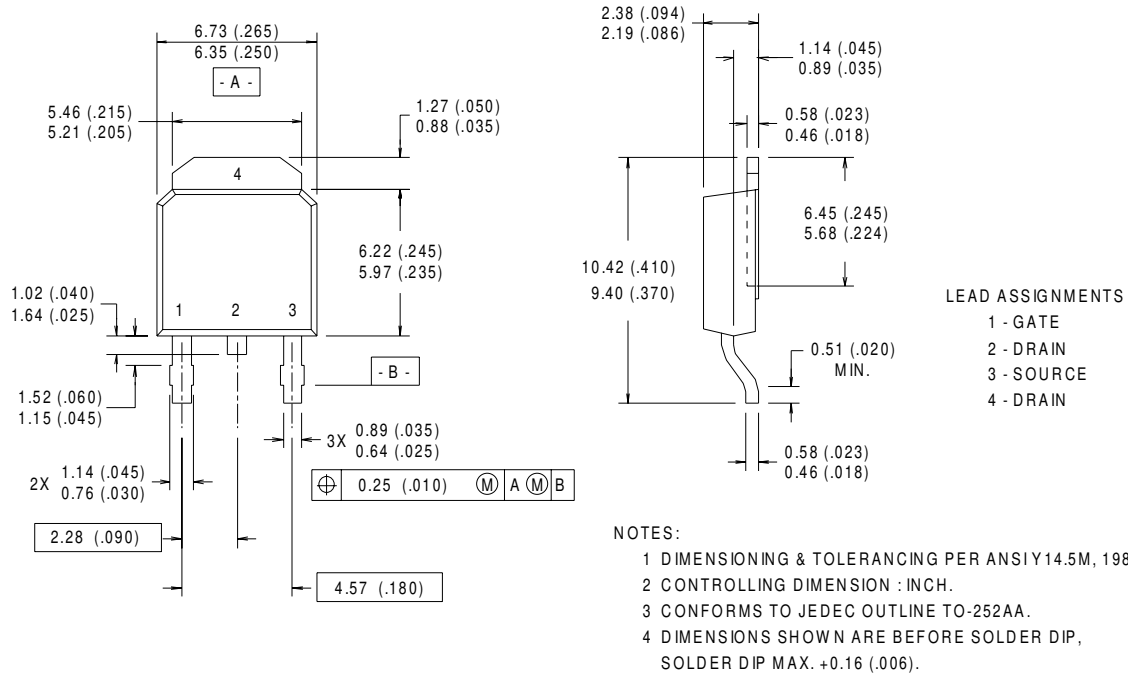 6.73 (.265)
6.35 (.250)
- A -
5.46 (.215)
5.21 (.205)
1.27 (.050)
0.88 (.035)
4
6.22 (.245)
5.97 (.235)
1.02 (.040)
1.64 (.025)
1 2 3
1.52 (.060)
1.15 (.045)
- B -
3X 0.89 (.035)
0.64 (.025)
2X 1.14 (.045)
0.76 (.030)
⌖ 0.25 (.010) Ⓜ A Ⓜ B
2.28 (.090)
4.57 (.180)
2.38 (.094)
2.19 (.086)
1.14 (.045)
0.89 (.035)
0.58 (.023)
0.46 (.018)
6.45 (.245)
5.68 (.224)
10.42 (.410)
9.40 (.370)
0.51 (.020)
MIN.
0.58 (.023)
0.46 (.018)
LEAD ASSIGNMENTS
1 - GATE
2 - DRAIN
3 - SOURCE
4 - DRAIN
NOTES:
1 DIMENSIONING & TOLERANCING PER ANSI Y14.5M, 198
2 CONTROLLING DIMENSION : INCH.
3 CONFORMS TO JEDEC OUTLINE TO-252AA.
4 DIMENSIONS SHOWN ARE BEFORE SOLDER DIP,
SOLDER DIP MAX. +0.16 (.006).